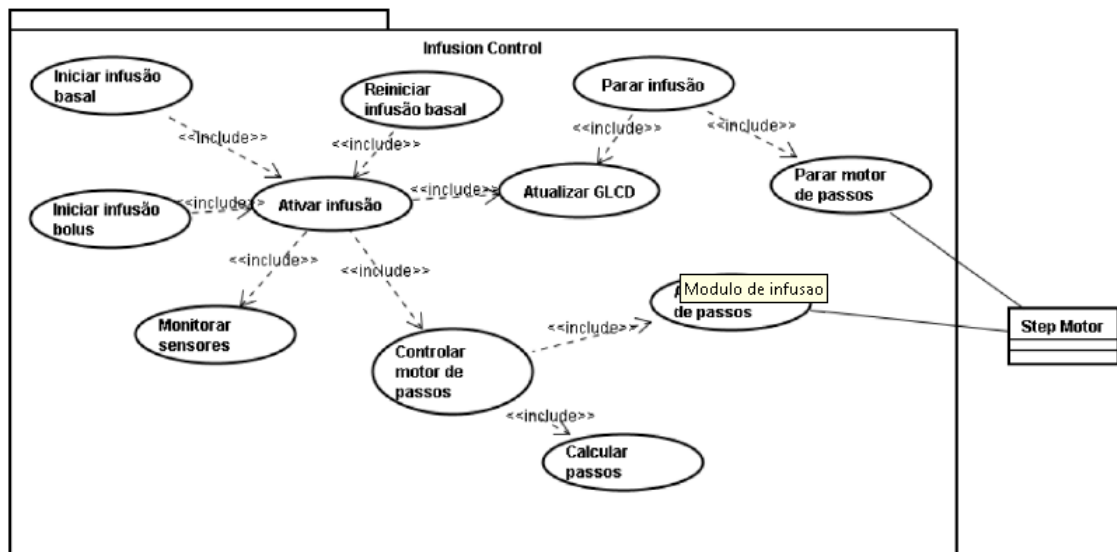 Infusion Control
Iniciar infusão
basal
Reiniciar
infusão basal
Parar infusão
<<include>>
<<include>>
<<include>>
<<include>>
Iniciar infusão
bolus
<<include>>
Ativar infusão
<<include>>
Atualizar GLCD
Parar motor
de passos
<<include>>
<<include>>
Monitorar
sensores
Controlar
motor de
passos
<<include>>
Modulo de infusao
de passos
Step Motor
<<include>>
Calcular
passos